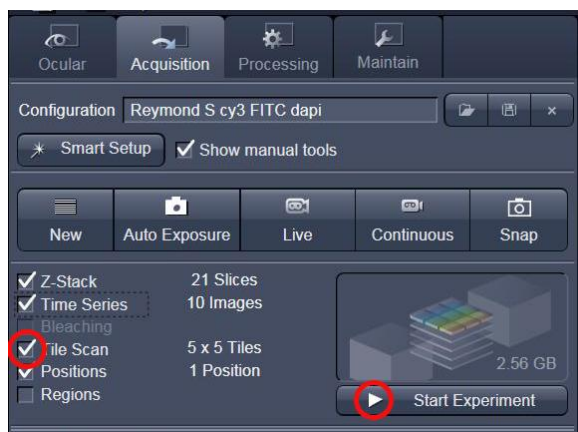 Ocular Acquisition Processing Maintain
Configuration Reymond S cy3 FITC dapi
Smart Setup Show manual tools
New Auto Exposure Live Continuous Snap
Z-Stack 21 Slices
Time Series 10 Images
Bleaching
Tile Scan 5 x 5 Tiles
Positions 1 Position
2.56 GB
Regions
Start Experiment